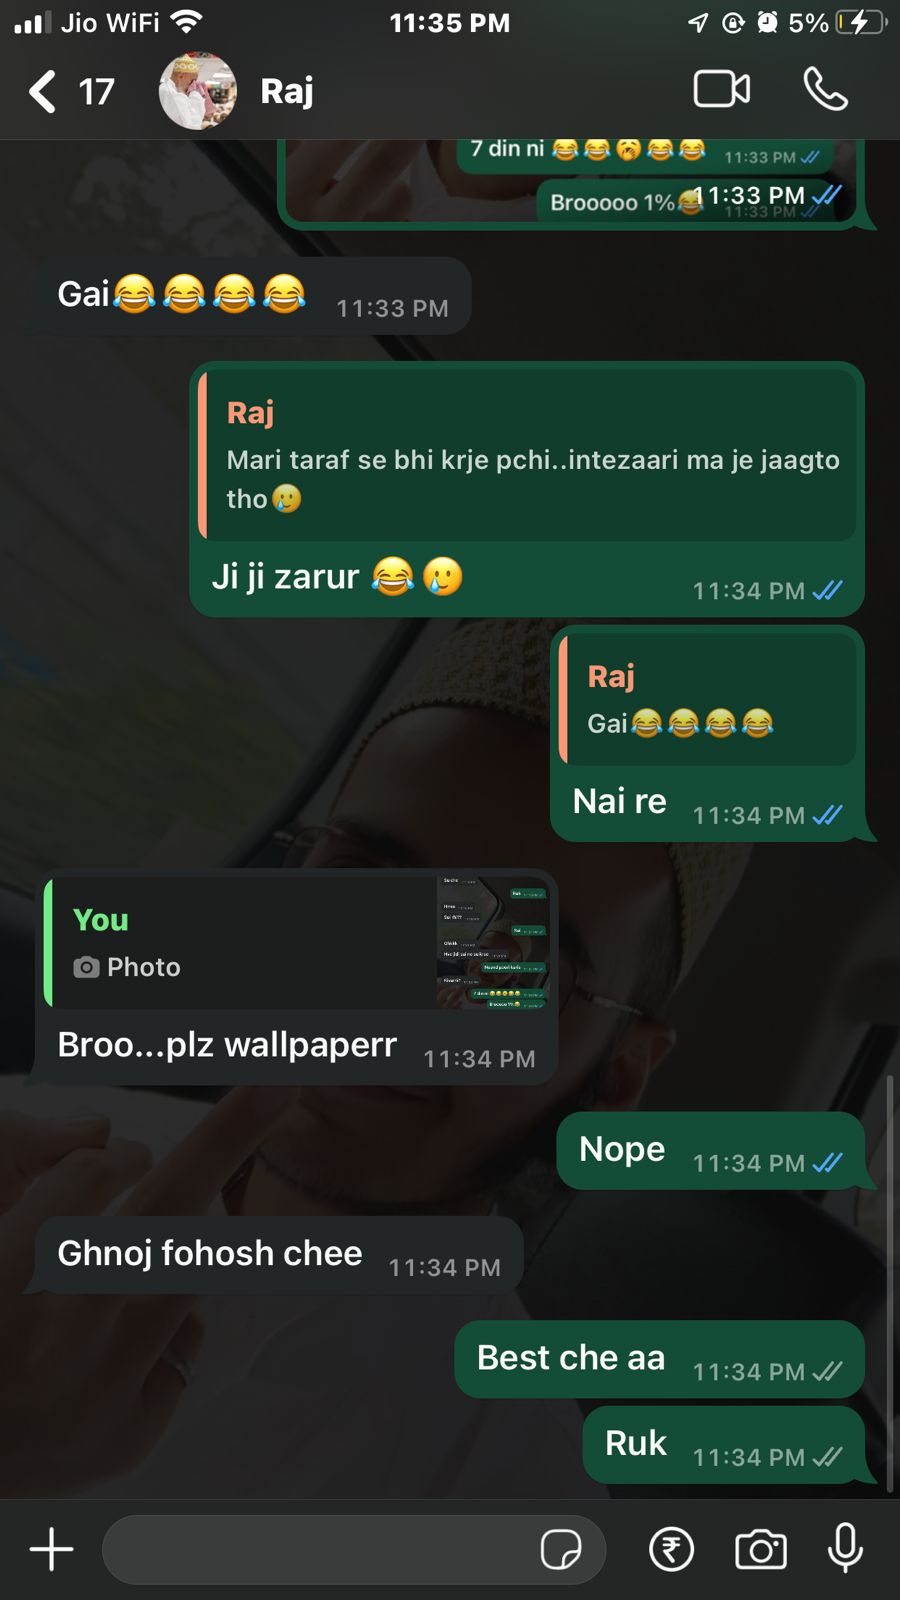 Jio WiFi 11:35 PM 5%
17 Raj
7 din ni 😂😂🤣😂😂 11:33 PM
Brooooo 1%😂 11:33 PM
11:33 PM
Gai😂😂😂😂 11:33 PM
Raj
Mari taraf se bhi krje pchi..intezaari ma je jaagto
tho🥲
Ji ji zarur 😂🥲 11:34 PM
Raj
Gai😂😂😂😂
Nai re 11:34 PM
You
Photo
Broo...plz wallpaperr 11:34 PM
Nope 11:34 PM
Ghnoj fohosh chee 11:34 PM
Best che aa 11:34 PM
Ruk 11:34 PM